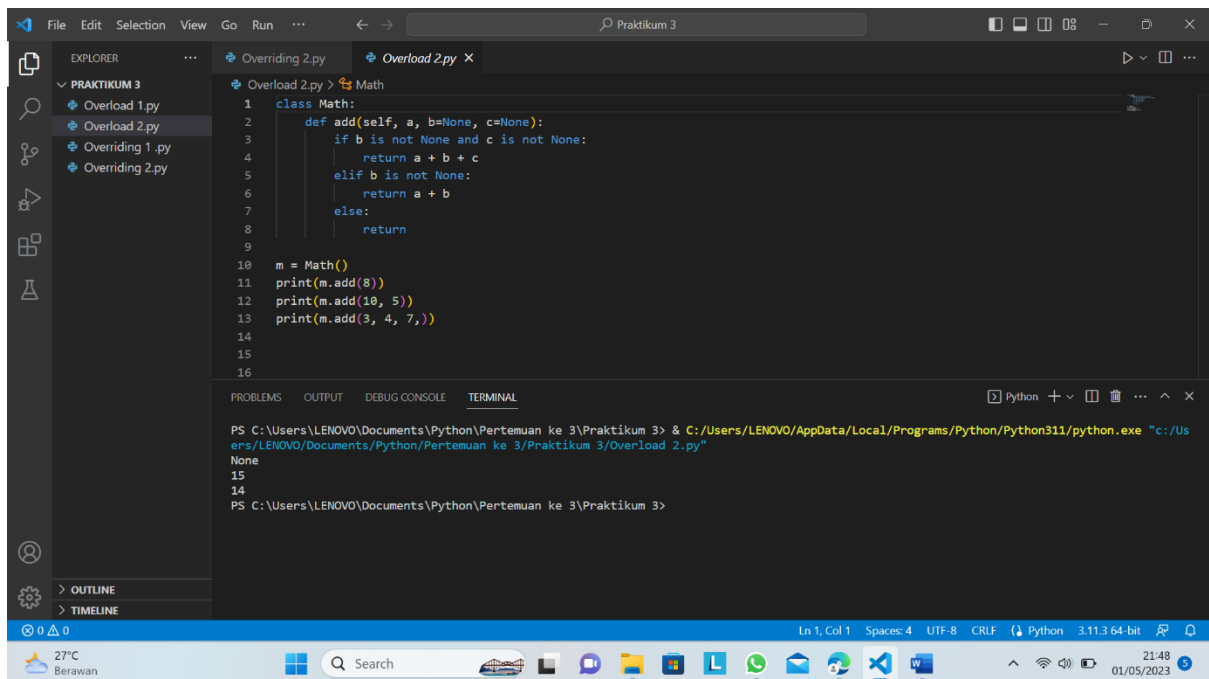 File Edit Selection View Go Run ... Praktikum 3
EXPLORER ...
Overriding 2.py Overload 2.py
PRAKTIKUM 3
Overload 1.py
Overload 2.py
Overriding 1 .py
Overriding 2.py
Overload 2.py > Math
1 class Math:
2 def add(self, a, b=None, c=None):
3 if b is not None and c is not None:
4 return a + b + c
5 elif b is not None:
6 return a + b
7 else:
8 return
9
10 m = Math()
11 print(m.add(8))
12 print(m.add(10, 5))
13 print(m.add(3, 4, 7,))
14
15
16
PROBLEMS OUTPUT DEBUG CONSOLE TERMINAL Python
PS C:\Users\LENOVO\Documents\Python\Pertemuan ke 3\Praktikum 3> & C:/Users/LENOVO/AppData/Local/Programs/Python/Python311/python.exe "c:/Us
ers/LENOVO/Documents/Python/Pertemuan ke 3/Praktikum 3/Overload 2.py"
None
15
14
PS C:\Users\LENOVO\Documents\Python\Pertemuan ke 3\Praktikum 3>
OUTLINE
TIMELINE
0 0 Ln 1, Col 1 Spaces: 4 UTF-8 CRLF Python 3.11.3 64-bit
27°C
Berawan
Search
L
W
21:48
01/05/2023
5